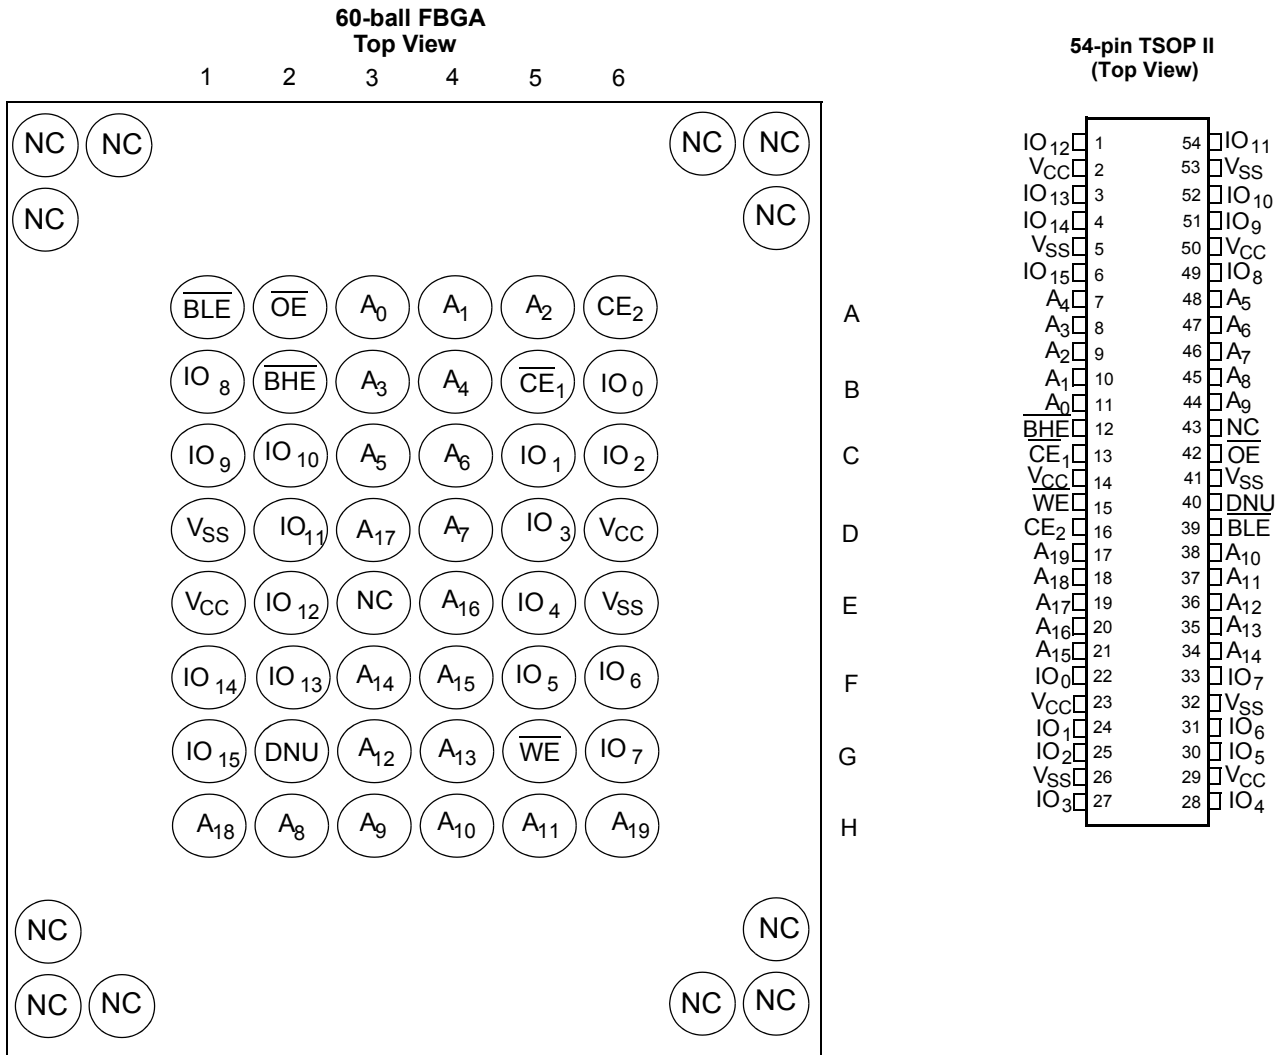 60-ball FBGA
Top View
1 2 3 4 5 6
NC NC NC NC
NC NC
BLE OE A0 A1 A2 CE2 A
IO8 BHE A3 A4 CE1 IO0 B
IO9 IO10 A5 A6 IO1 IO2 C
VSS IO11 A17 A7 IO3 VCC D
VCC IO12 NC A16 IO4 VSS E
IO14 IO13 A14 A15 IO5 IO6 F
IO15 DNU A12 A13 WE IO7 G
A18 A8 A9 A10 A11 A19 H
NC NC
NC NC NC NC
54-pin TSOP II
(Top View)
IO12 1 54 IO11
VCC 2 53 VSS
IO13 3 52 IO10
IO14 4 51 IO9
VSS 5 50 VCC
IO15 6 49 IO8
A4 7 48 A5
A3 8 47 A6
A2 9 46 A7
A1 10 45 A8
A0 11 44 A9
BHE 12 43 NC
CE1 13 42 OE
VCC 14 41 VSS
WE 15 40 DNU
CE2 16 39 BLE
A19 17 38 A10
A18 18 37 A11
A17 19 36 A12
A16 20 35 A13
A15 21 34 A14
IO0 22 33 IO7
VCC 23 32 VSS
IO1 24 31 IO6
IO2 25 30 IO5
VSS 26 29 VCC
IO3 27 28 IO4